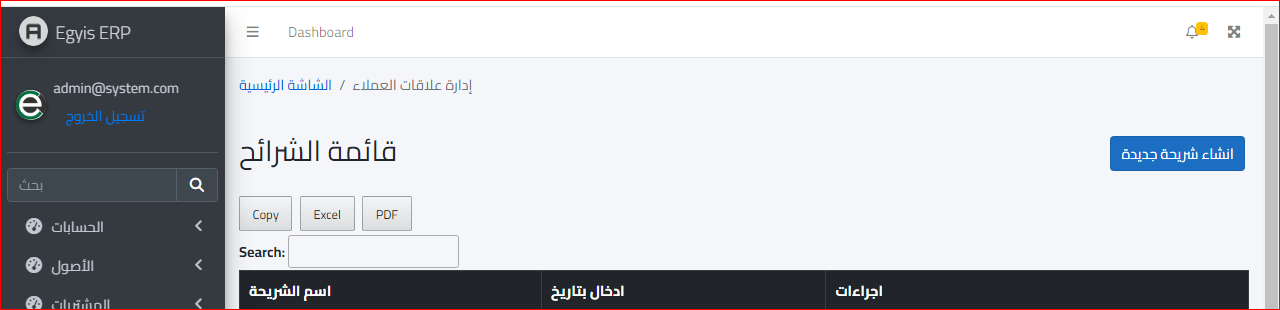 Egyis ERP
Dashboard
4
admin@system.com
تسجيل الخروج
بحث
الحسابات
الأصول
المشتريات
الشاشة الرئيسية / إدارة علاقات العملاء
قائمة الشرائح
انشاء شريحة جديدة
Copy Excel PDF
Search:
اسم الشريحة ادخال بتاريخ اجراءات